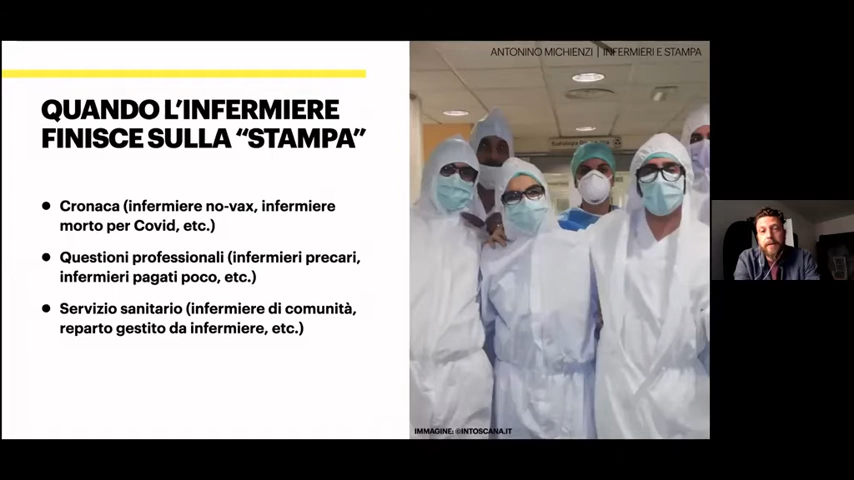 ANTONINO MICHIENZI | INFERMIERI E STAMPA
QUANDO L'INFERMIERE
FINISCE SULLA “STAMPA”
● Cronaca (infermiere no-vax, infermiere
morto per Covid, etc.)
● Questioni professionali (infermieri precari,
infermieri pagati poco, etc.)
● Servizio sanitario (infermiere di comunità,
reparto gestito da infermiere, etc.)
IMMAGINE: ©INTOSCANA.IT